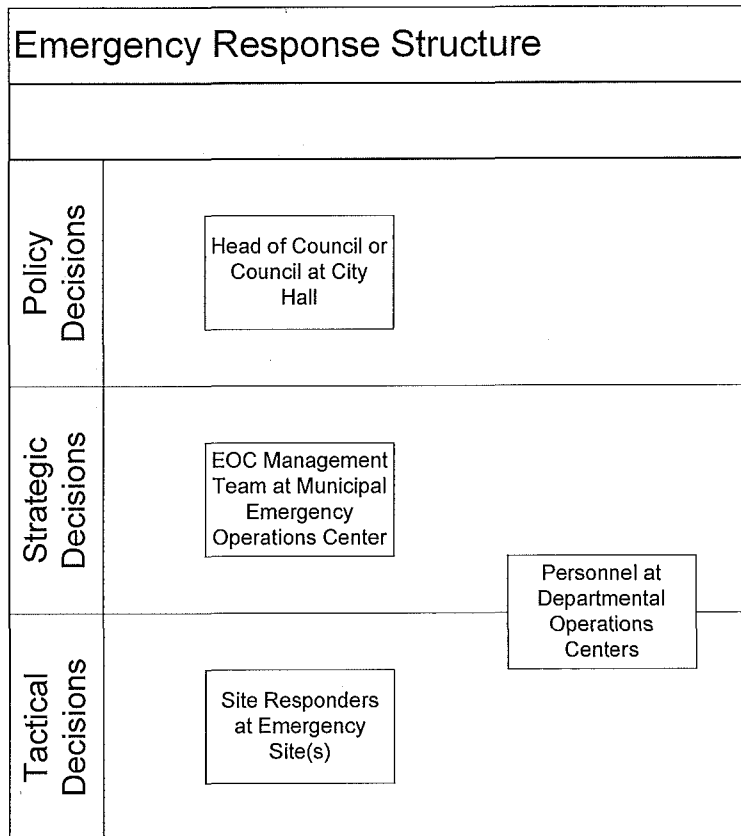 Emergency Response Structure
Policy
Decisions
Head of Council or
Council at City
Hall
Strategic
Decisions
EOC Management
Team at Municipal
Emergency
Operations Center
Personnel at
Departmental
Operations
Centers
Tactical
Decisions
Site Responders
at Emergency
Site(s)